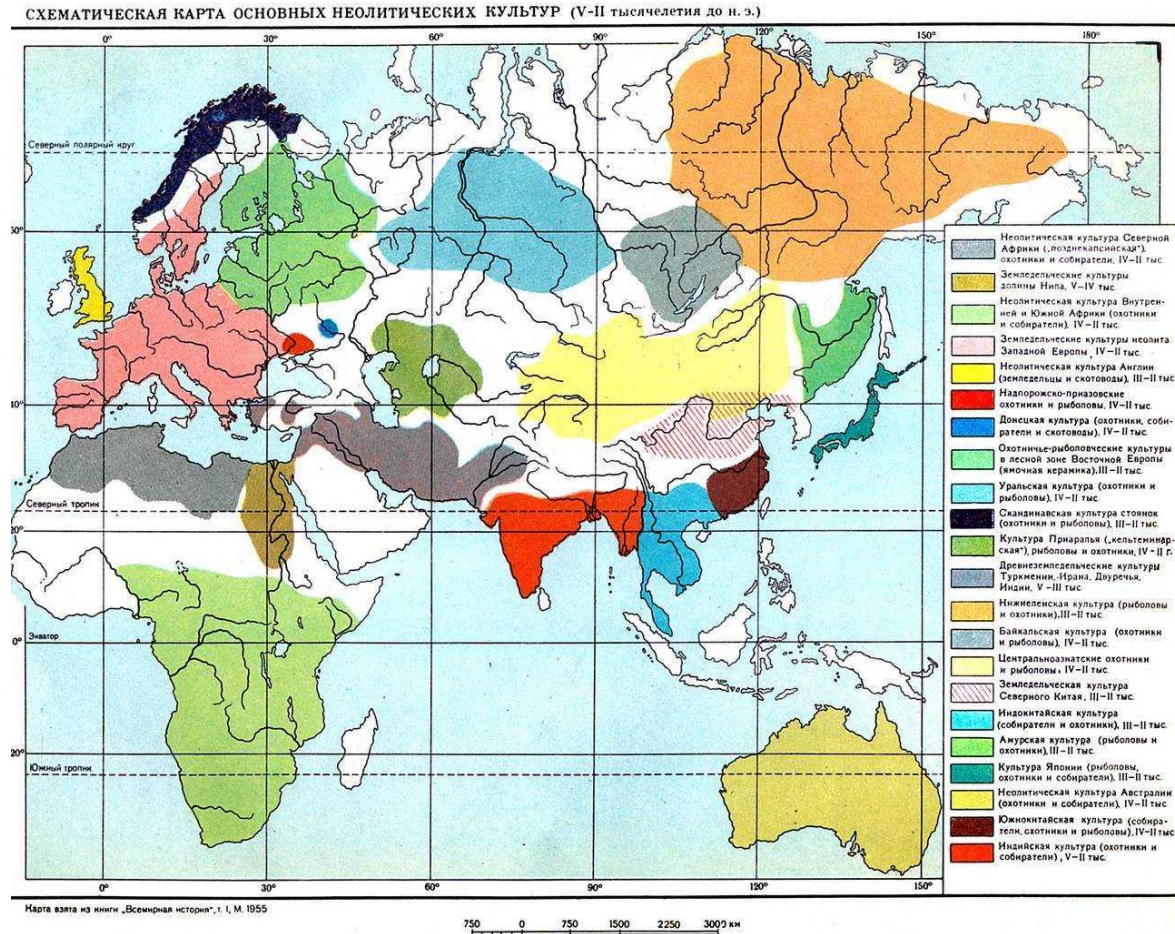 СХЕМАТИЧЕСКАЯ КАРТА ОСНОВНЫХ НЕОЛИТИЧЕСКИХ КУЛЬТУР (V-II тысячелетия до н. э.)
0° 30° 60° 90° 120° 150° 180°
Северный полярный круг
Северный тропик
20°
Экватор
0°
20°
Южный тропик
0° 30° 60° 90° 120° 150°
Неолитическая культура Северной
Африки („позднекапсийская"),
охотники и собиратели, IV–II тыс.
Земледельческие культуры
долины Нила, V–IV тыс.
Неолитическая культура Внутрен-
ней и Южной Африки (охотники
и собиратели), IV–II тыс.
Земледельческие культуры неолита
Западной Европы, IV–II тыс.
Неолитическая культура Англии
(земледельцы и скотоводы), III–II тыс
Надпорожско-приазовские
охотники и рыболовы, IV–II тыс.
Донецкая культура (охотники, соби-
ратели и скотоводы), IV–II тыс.
Охотничье-рыболовческие культуры
в лесной зоне Восточной Европы
(ямочная керамика), III–II тыс.
Уральская культура (охотники и
рыболовы), IV–II тыс.
Скандинавская культура стоянок
(охотники и рыболовы), III–II тыс.
Культура Приаралья („кельтеминар-
ская"), рыболовы и охотники, IV–II г.
Древнеземледельческие культуры
Туркмении, Ирана, Двуречья,
Индии, V–III тыс.
Нижнеленская культура (рыболовы
и охотники), III–II тыс.
Байкальская культура (охотники
и рыболовы), IV–II тыс.
Центральноазиатские охотники
и рыболовы, IV–II тыс.
Земледельческая культура
Северного Китая, III–II тыс.
Индокитайская культура
(собиратели и охотники), III–II тыс.
Амурская культура (рыболовы и
охотники), III–II тыс.
Культура Японии (рыболовы,
охотники и собиратели), III–II тыс.
Неолитическая культура Австралии
(охотники и собиратели), IV–II тыс.
Южнокитайская культура (собира-
тели, охотники и рыболовы), IV–II тыс.
Индийская культура (охотники и
собиратели), V–II тыс.
Карта взята из книги „Всемирная история", т. I, М. 1955
750 0 750 1500 2250 3000 км